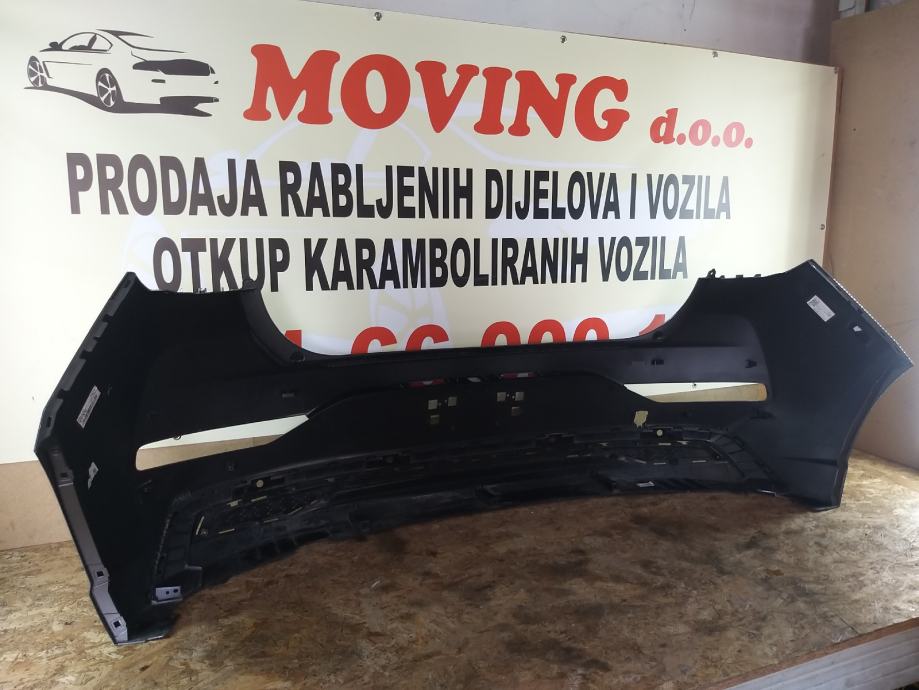 MOVING d.o.o.
PRODAJA RABLJENIH DIJELOVA I VOZILA
OTKUP KARAMBOLIRANIH VOZILA